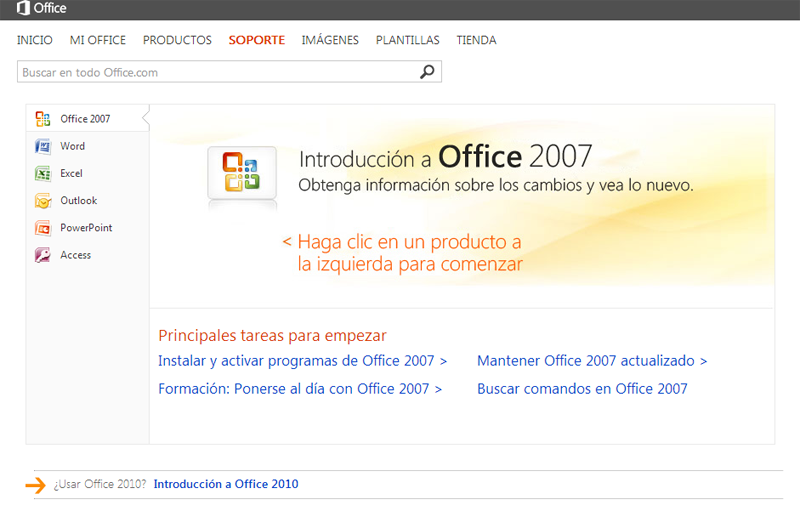 Office
INICIO MI OFFICE PRODUCTOS SOPORTE IMÁGENES PLANTILLAS TIENDA
Buscar en todo Office.com
Office 2007
Word
Excel
Outlook
PowerPoint
Access
Introducción a Office 2007
Obtenga información sobre los cambios y vea lo nuevo.
< Haga clic en un producto a
la izquierda para comenzar
Principales tareas para empezar
Instalar y activar programas de Office 2007 >
Mantener Office 2007 actualizado >
Formación: Ponerse al día con Office 2007 >
Buscar comandos en Office 2007
¿Usar Office 2010? Introducción a Office 2010